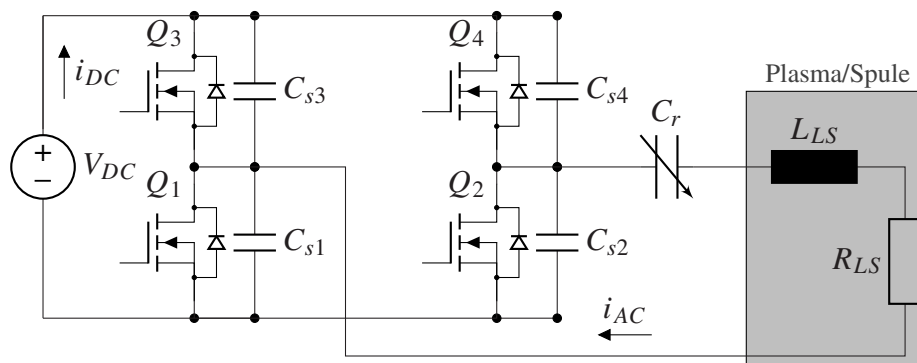 Q3
Q4
iDC
Cs3
Cs4
Plasma/Spule
Cr
LLS
VDC
Q1
Q2
Cs1
Cs2
RLS
iAC